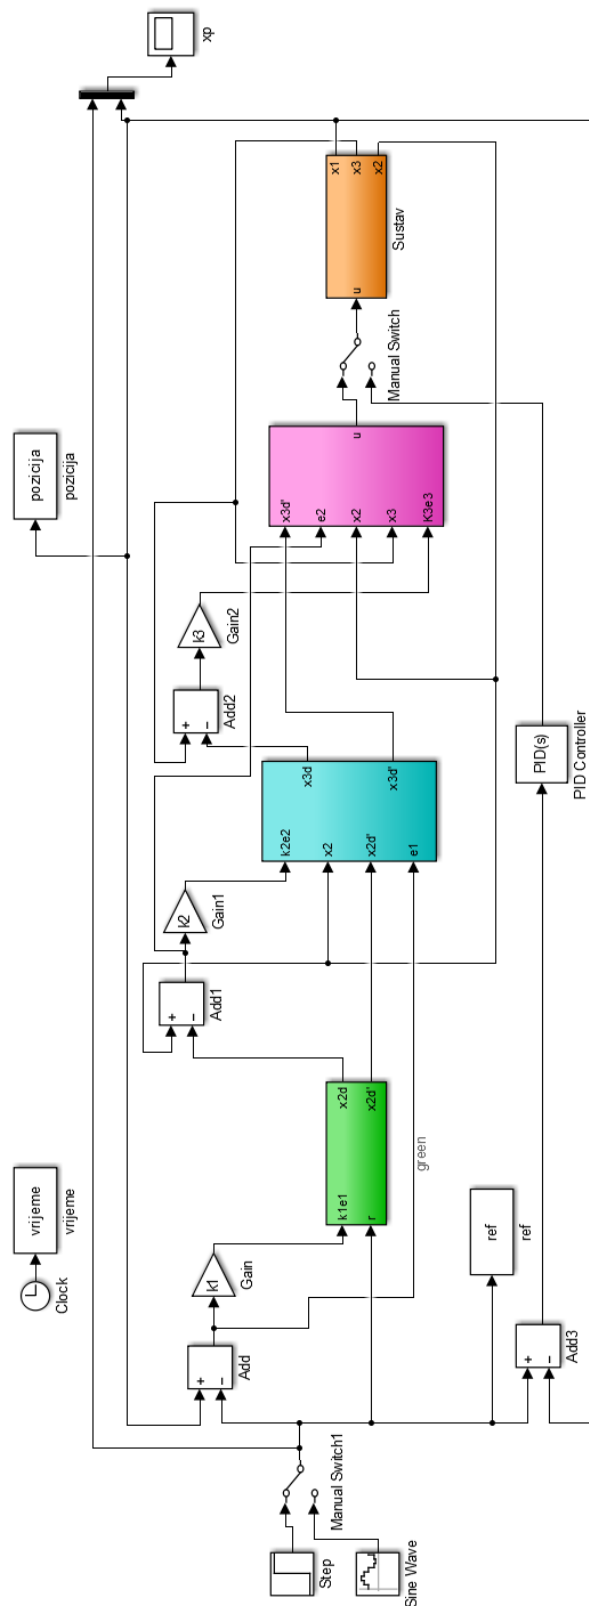 Step
Sine Wave
Manual Switch1
Clock
vrijeme
vrijeme
+
−
Add
k1
Gain
k1e1
r
x2d
x2d'
green
ref
ref
+
−
Add3
+
−
Add1
k2
Gain1
k2e2
x2
x2d'
e1
x3d
x3d'
+
−
Add2
k3
Gain2
PID(s)
PID Controller
pozicija
pozicija
x3d'
e2
x2
x3
K3e3
u
Manual Switch
u
x1
x3
x2
Sustav
xp